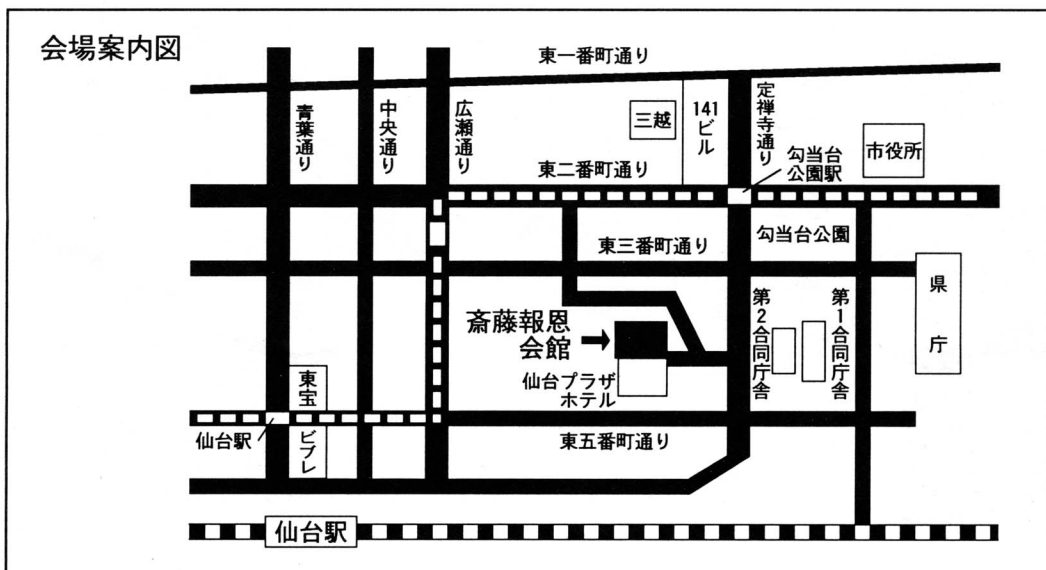 会場案内図
東一番町通り
青葉通り
中央通り
広瀬通り
三越
141ビル
定禅寺通り
勾当台
公園駅
市役所
東二番町通り
東三番町通り
勾当台公園
県庁
斎藤報恩
会館
仙台プラザ
ホテル
第2合同庁舎
第1合同庁舎
東宝
仙台駅
ビブレ
東五番町通り
仙台駅